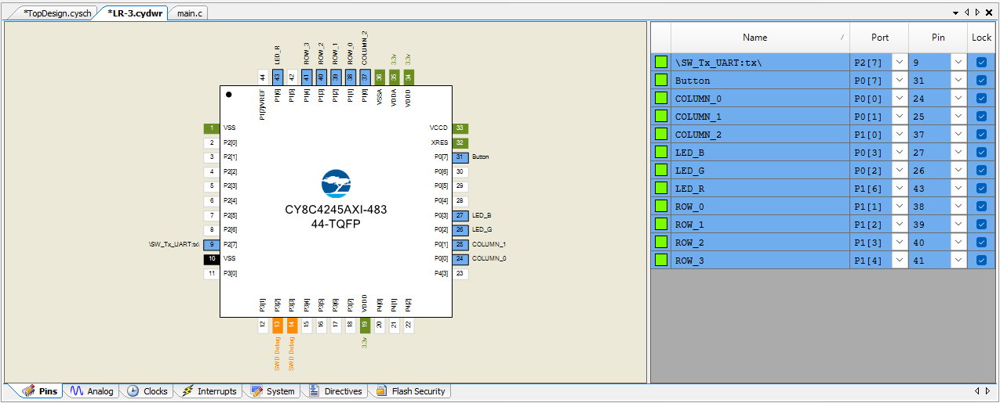 *TopDesign.cysch *LR-3.cydwr main.c
LED_R ROW_3 ROW_2 ROW_1 ROW_0 COLUMN_2 3.3v 3.3v
44 43 42 41 40 39 38 37 36 35 34
P1[7]/VREF P1[6] P1[5] P1[4] P1[3] P1[2] P1[1] P1[0] VSSA VDDA VDDD
1 VSS VCCD 33
2 P2[0] XRES 32
3 P2[1] P0[7] 31 Button
4 P2[2] P0[6] 30
5 P2[3] P0[5] 29
6 P2[4] P0[4] 28
7 P2[5] P0[3] 27 LED_B
8 P2[6] P0[2] 26 LED_G
\SW_Tx_UART:tx\ 9 P2[7] P0[1] 25 COLUMN_1
10 VSS P0[0] 24 COLUMN_0
11 P3[0] P4[3] 23
CY8C4245AXI-483
44-TQFP
P3[1] P3[2] P3[3] P3[4] P3[5] P3[6] P3[7] VDDD P4[0] P4[1] P4[2]
12 13 14 15 16 17 18 19 20 21 22
SWD Debug SWD Debug 3.3v
Name Port Pin Lock
\SW_Tx_UART:tx\ P2[7] 9
Button P0[7] 31
COLUMN_0 P0[0] 24
COLUMN_1 P0[1] 25
COLUMN_2 P1[0] 37
LED_B P0[3] 27
LED_G P0[2] 26
LED_R P1[6] 43
ROW_0 P1[1] 38
ROW_1 P1[2] 39
ROW_2 P1[3] 40
ROW_3 P1[4] 41
Pins Analog Clocks Interrupts System Directives Flash Security